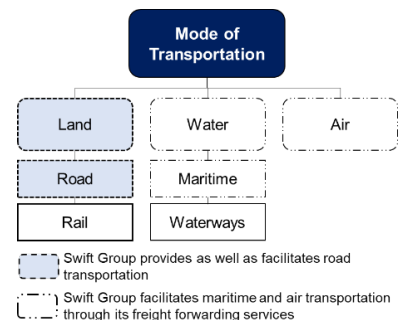 Mode of
Transportation
Land
Water
Air
Road
Maritime
Rail
Waterways
Swift Group provides as well as facilitates road
transportation
Swift Group facilitates maritime and air transportation
through its freight forwarding services